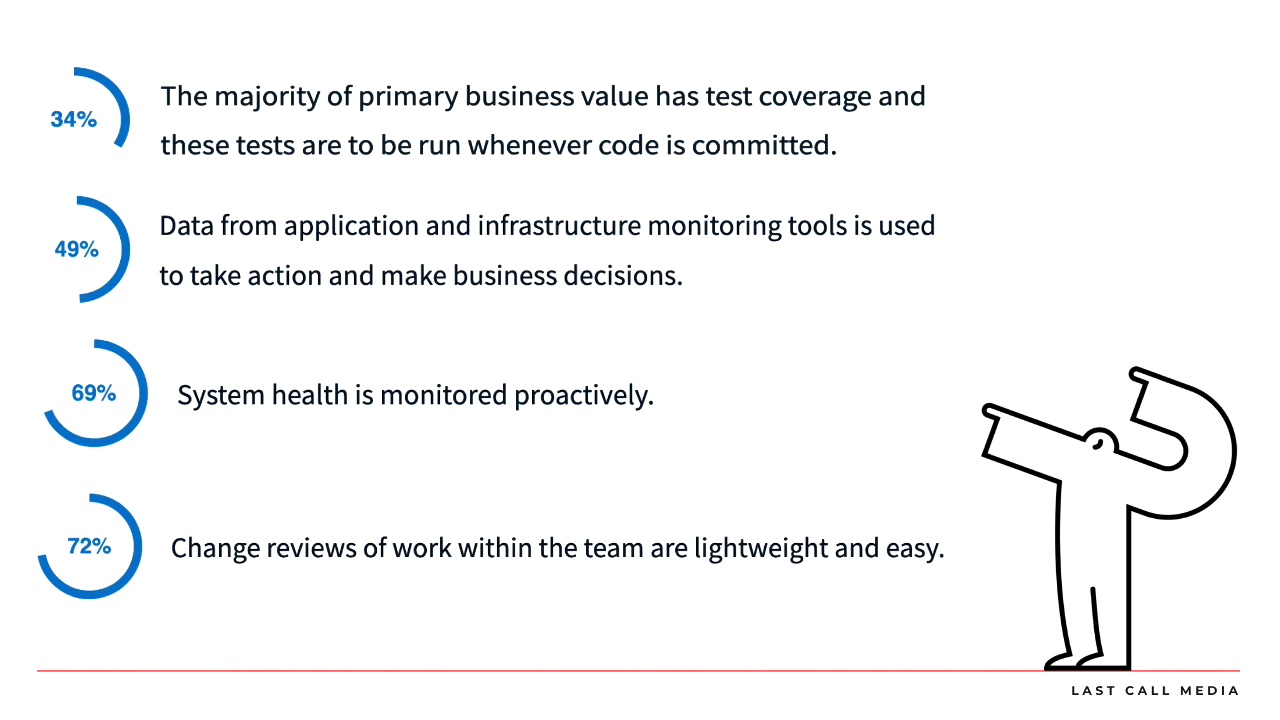 34%
The majority of primary business value has test coverage and
these tests are to be run whenever code is committed.
49%
Data from application and infrastructure monitoring tools is used
to take action and make business decisions.
69%
System health is monitored proactively.
72%
Change reviews of work within the team are lightweight and easy.
LAST CALL MEDIA